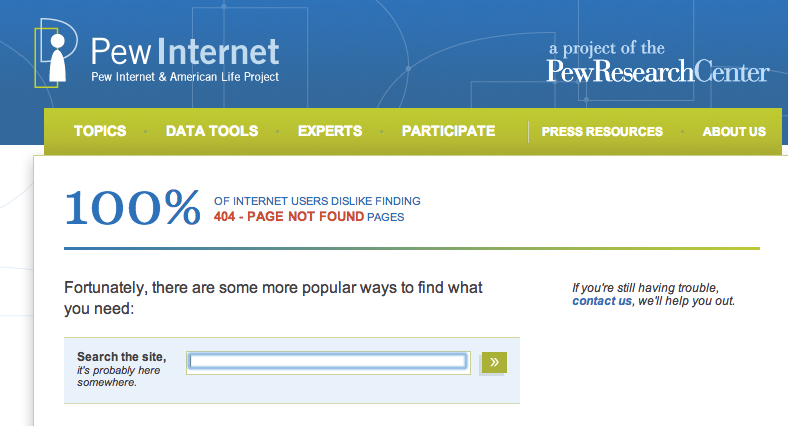 Pew Internet
Pew Internet & American Life Project
a project of the
PewResearchCenter
TOPICS · DATA TOOLS · EXPERTS · PARTICIPATE PRESS RESOURCES · ABOUT US
100% OF INTERNET USERS DISLIKE FINDING
404 - PAGE NOT FOUND PAGES
Fortunately, there are some more popular ways to find what
you need:
If you're still having trouble,
contact us, we'll help you out.
Search the site,
it's probably here
somewhere.
»